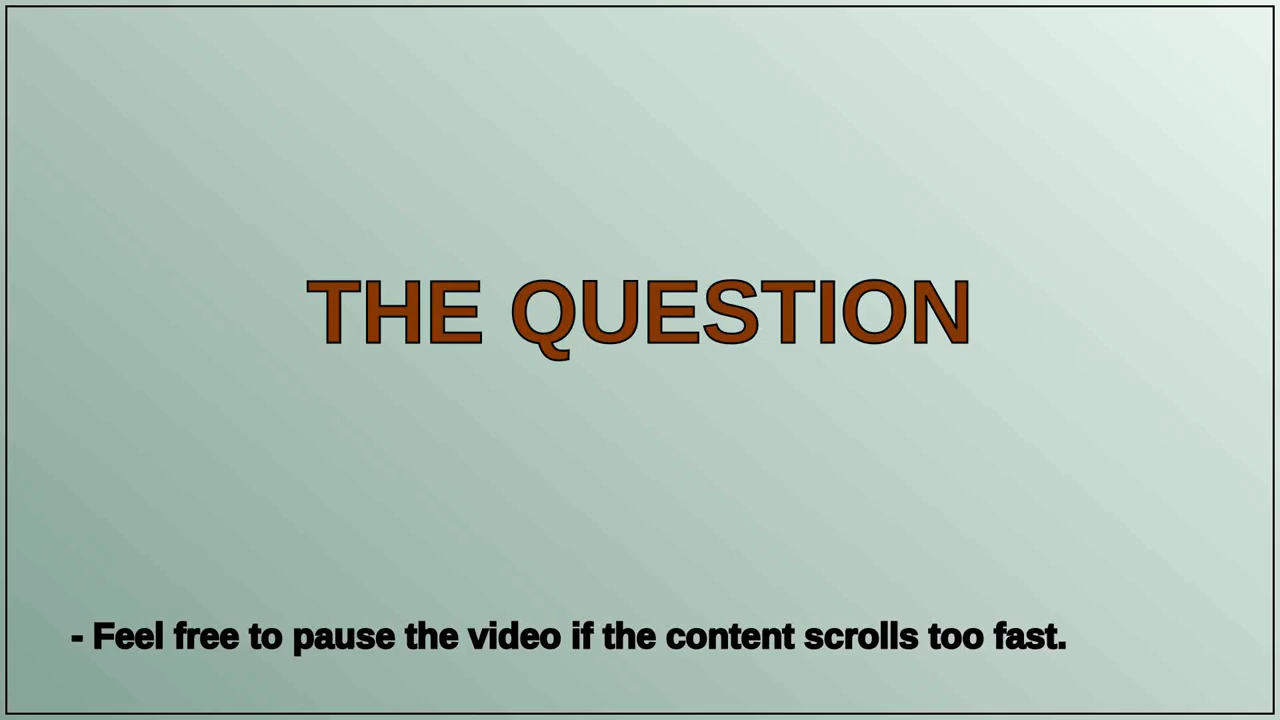 THE QUESTION
- Feel free to pause the video if the content scrolls too fast.